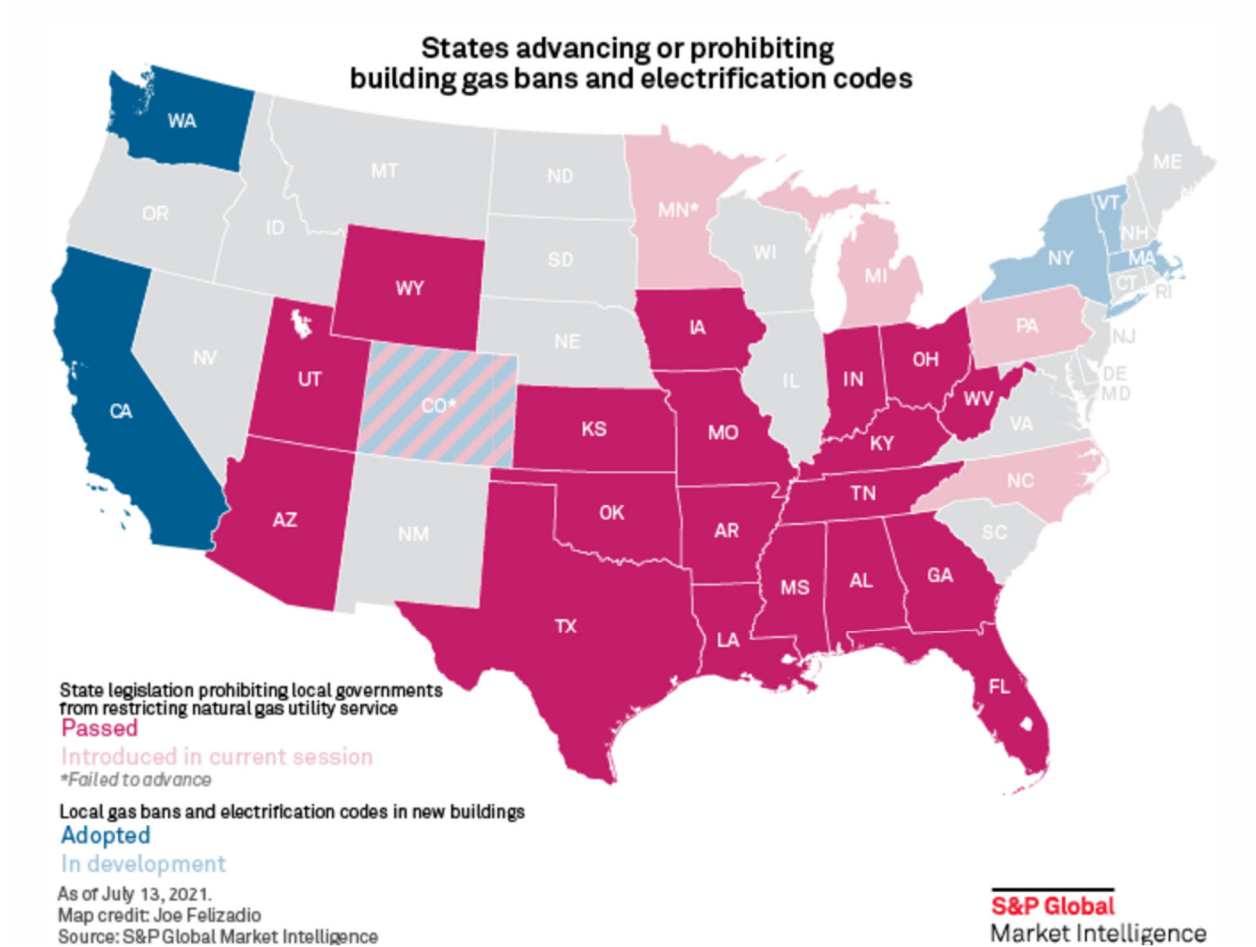 States advancing or prohibiting
building gas bans and electrification codes
WA
MT
ND
MN*
ME
OR
ID
SD
WI
MI
VT
NH
NY
MA
CT
RI
WY
NE
IA
PA
NJ
NV
UT
CO*
IL
IN
OH
DE
MD
CA
KS
MO
WV
VA
KY
NC
AZ
NM
OK
TN
AR
SC
MS
AL
GA
TX
LA
FL
State legislation prohibiting local governments
from restricting natural gas utility service
Passed
Introduced in current session
*Failed to advance
Local gas bans and electrification codes in new buildings
Adopted
In development
As of July 13, 2021.
Map credit: Joe Felizadio
Source: S&P Global Market Intelligence
S&P Global
Market Intelligence